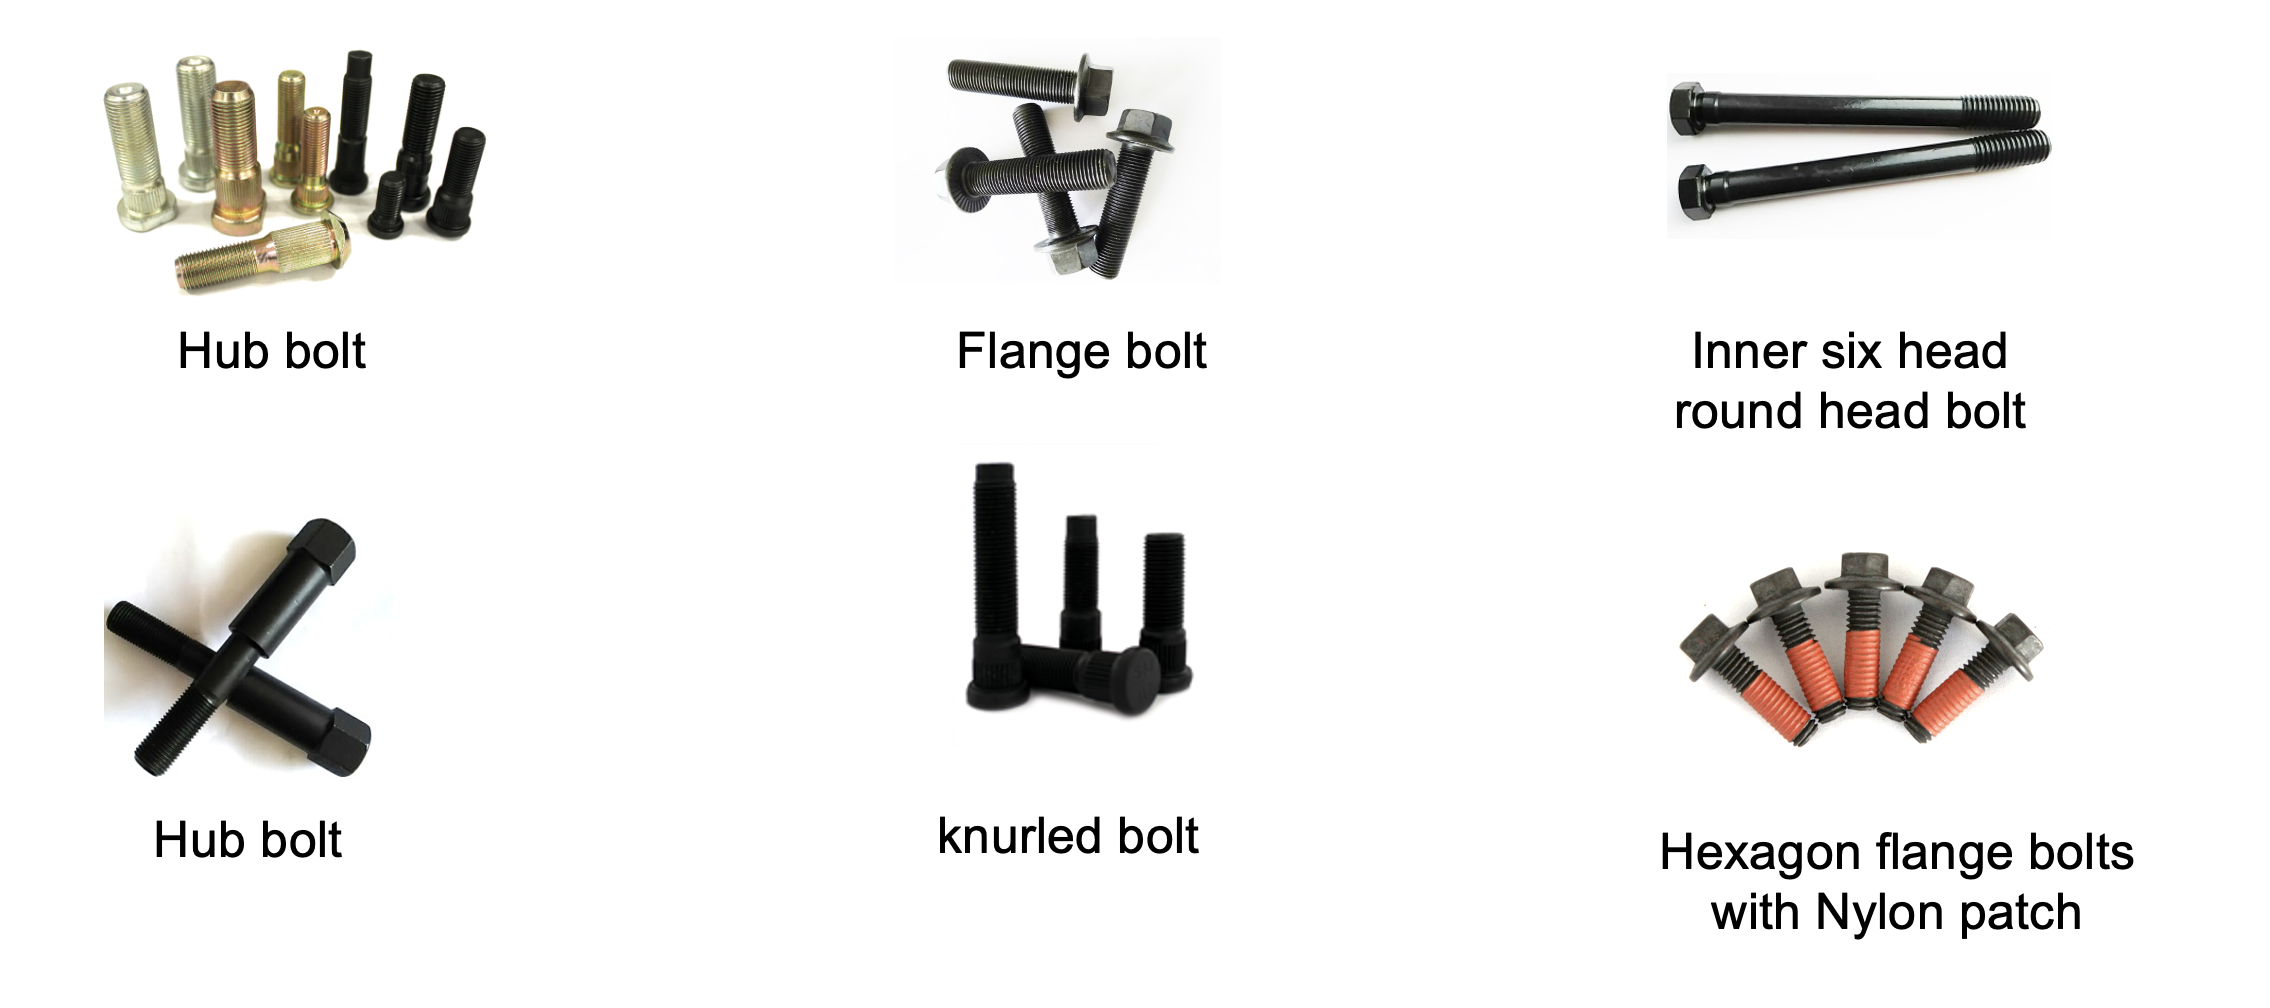 Hub bolt
Flange bolt
Inner six head
round head bolt
Hub bolt
knurled bolt
Hexagon flange bolts
with Nylon patch